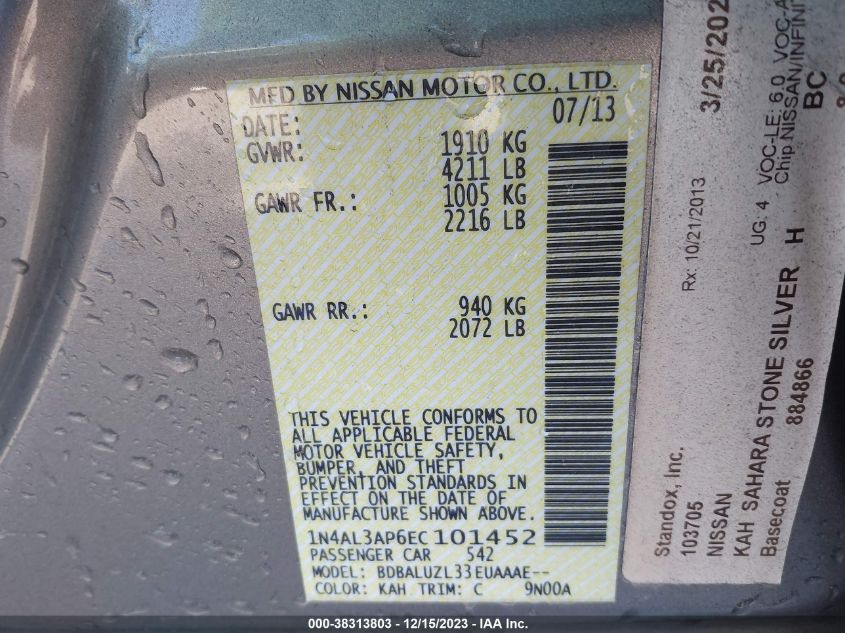 MFD BY NISSAN MOTOR CO., LTD.
DATE: 07/13
GVWR: 1910 KG
4211 LB
GAWR FR.: 1005 KG
2216 LB
GAWR RR.: 940 KG
2072 LB
THIS VEHICLE CONFORMS TO
ALL APPLICABLE FEDERAL
MOTOR VEHICLE SAFETY,
BUMPER, AND THEFT
PREVENTION STANDARDS IN
EFFECT ON THE DATE OF
MANUFACTURE SHOWN ABOVE.
1N4AL3AP6EC101452
PASSENGER CAR 542
MODEL: BDBALUZL33EUAAAE--
COLOR: KAH TRIM: C 9N00A
Standox, Inc.
103705 Rx: 10/21/2013 3/25/202
NISSAN UG: 4 VOC-LE: 6.0 VOC-A
KAH SAHARA STONE SILVER H Chip NISSAN/INFINIT
Basecoat 884866 BC
000-38313803 - 12/15/2023 - IAA Inc.